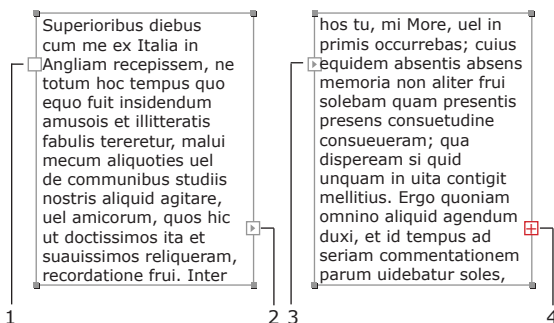 Superioribus diebus
cum me ex Italia in
Angliam recepissem, ne
totum hoc tempus quo
equo fuit insidendum
amusois et illitteratis
fabulis tereretur, malui
mecum aliquoties uel
de communibus studiis
nostris aliquid agitare,
uel amicorum, quos hic
ut doctissimos ita et
suauissimos reliqueram,
recordatione frui. Inter
hos tu, mi More, uel in
primis occurrebas; cuius
equidem absentis absens
memoria non aliter frui
solebam quam presentis
presens consuetudine
consueueram; qua
dispeream si quid
unquam in uita contigit
mellitius. Ergo quoniam
omnino aliquid agendum
duxi, et id tempus ad
seriam commentationem
parum uidebatur soles,
1
2
3
4